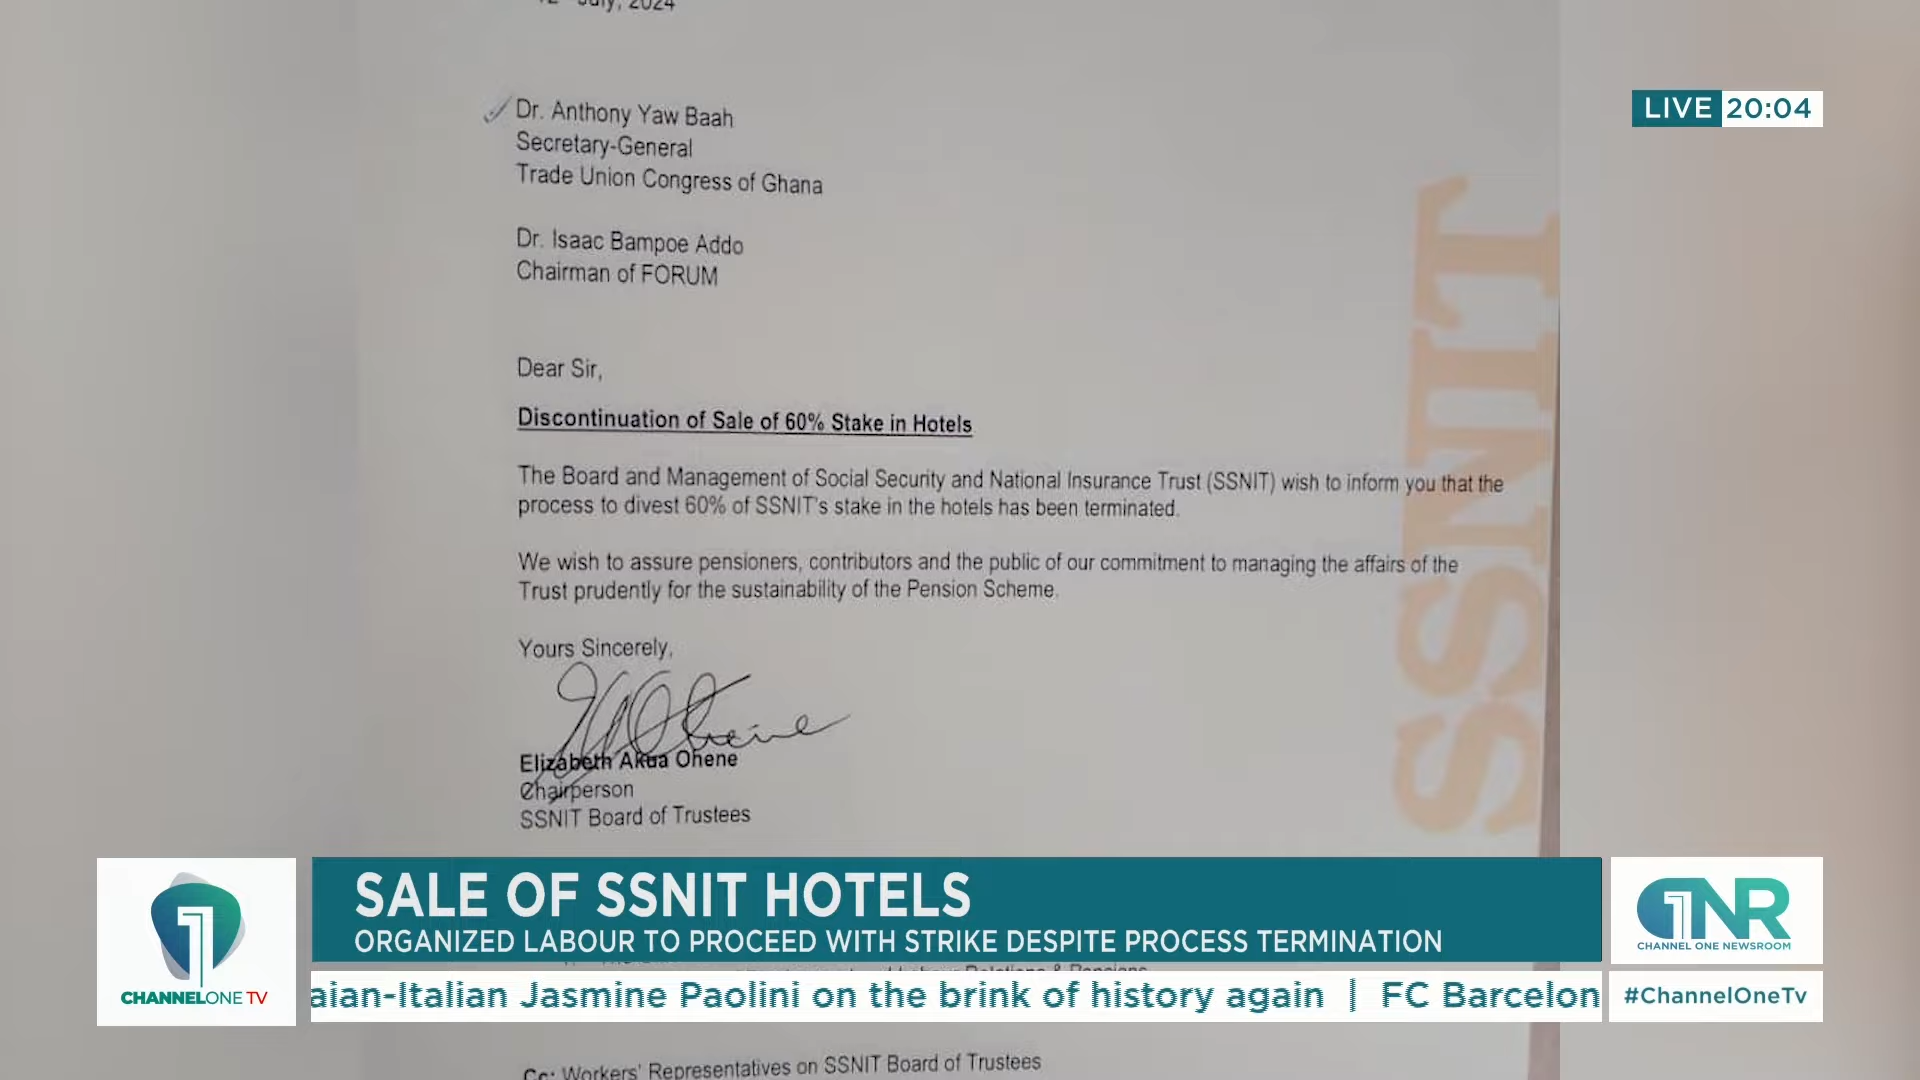 July, 2024
Dr. Anthony Yaw Baah
Secretary-General
Trade Union Congress of Ghana
Dr. Isaac Bampoe Addo
Chairman of FORUM
Dear Sir,
Discontinuation of Sale of 60% Stake in Hotels
The Board and Management of Social Security and National Insurance Trust (SSNIT) wish to inform you that the
process to divest 60% of SSNIT's stake in the hotels has been terminated.
We wish to assure pensioners, contributors and the public of our commitment to managing the affairs of the
Trust prudently for the sustainability of the Pension Scheme.
Yours Sincerely,
Elizabeth Akua Ohene
Chairperson
SSNIT Board of Trustees
SSNIT
LIVE 20:04
SALE OF SSNIT HOTELS
ORGANIZED LABOUR TO PROCEED WITH STRIKE DESPITE PROCESS TERMINATION
aian-Italian Jasmine Paolini on the brink of history again | FC Barcelon
#ChannelOneTv
1
CHANNELONE TV
1NR
CHANNEL ONE NEWSROOM
Cc: Workers' Representatives on SSNIT Board of Trustees